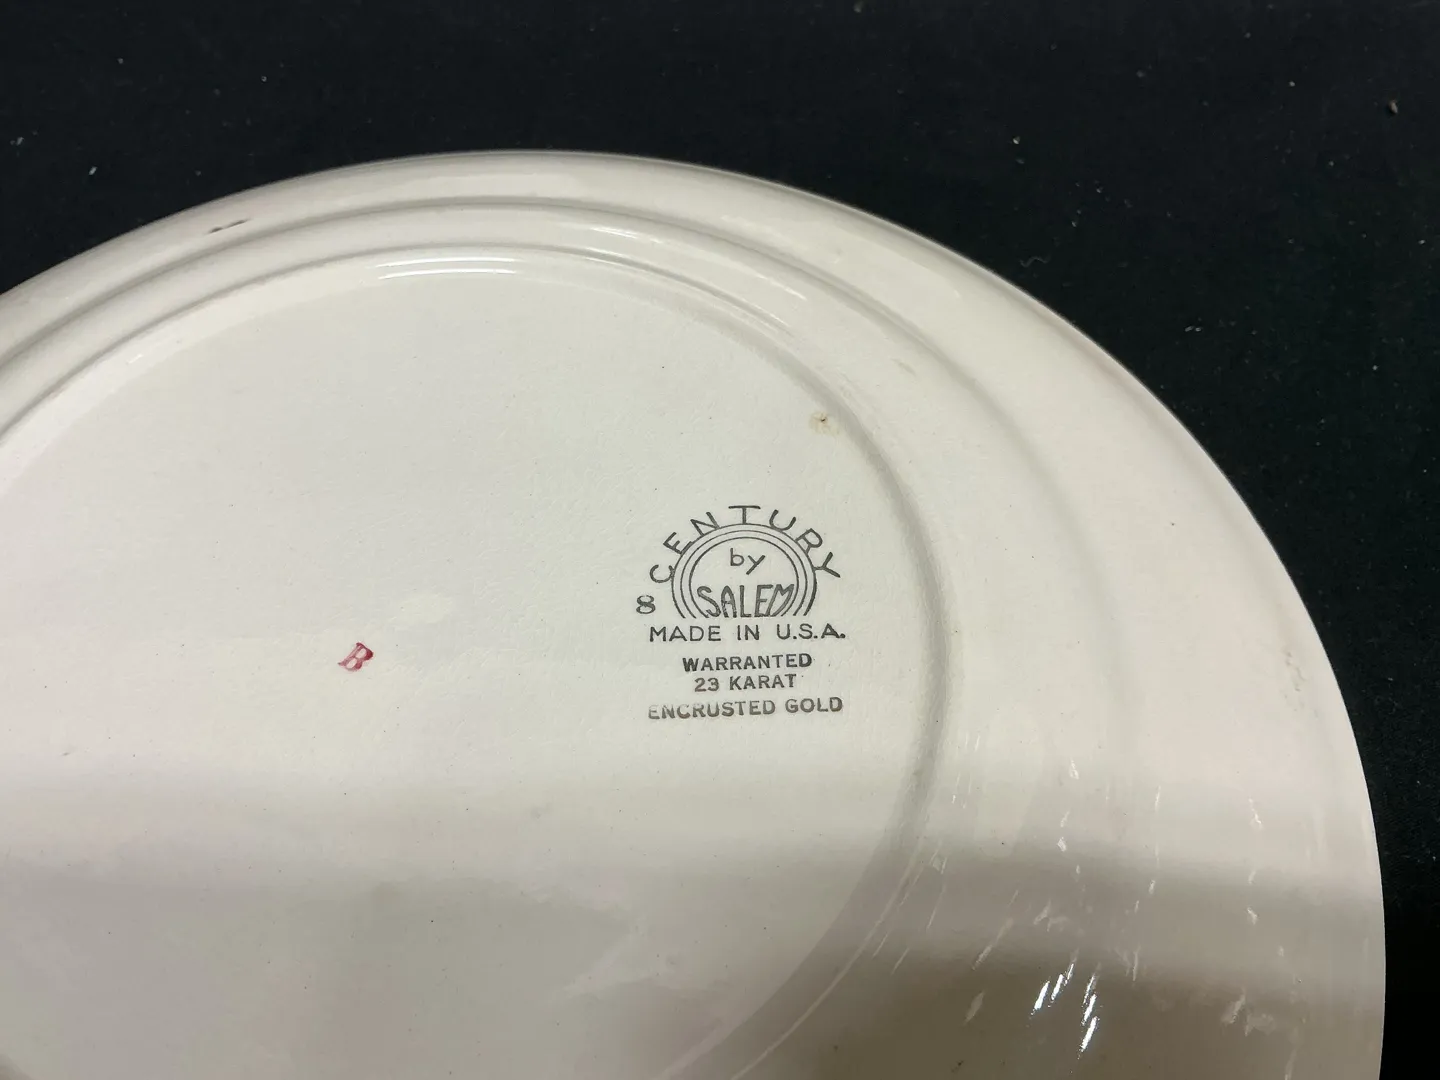 CENTURY
by
8 SALEM
MADE IN U.S.A.
WARRANTED
23 KARAT
ENCRUSTED GOLD
B